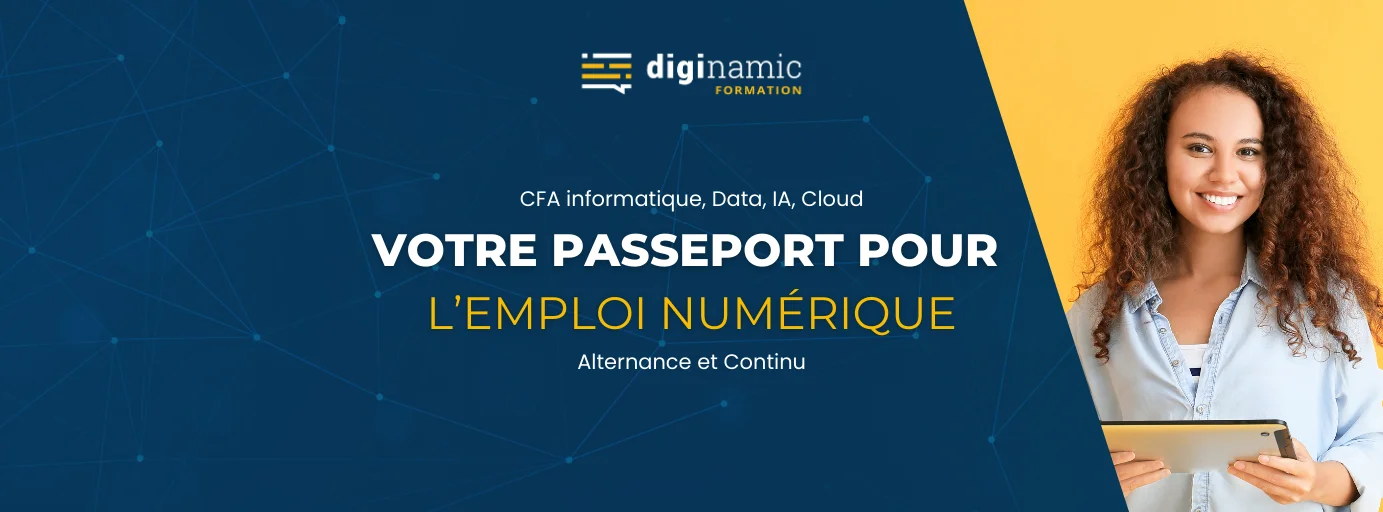 diginamic
FORMATION
CFA informatique, Data, IA, Cloud
VOTRE PASSEPORT POUR
L’EMPLOI NUMÉRIQUE
Alternance et Continu